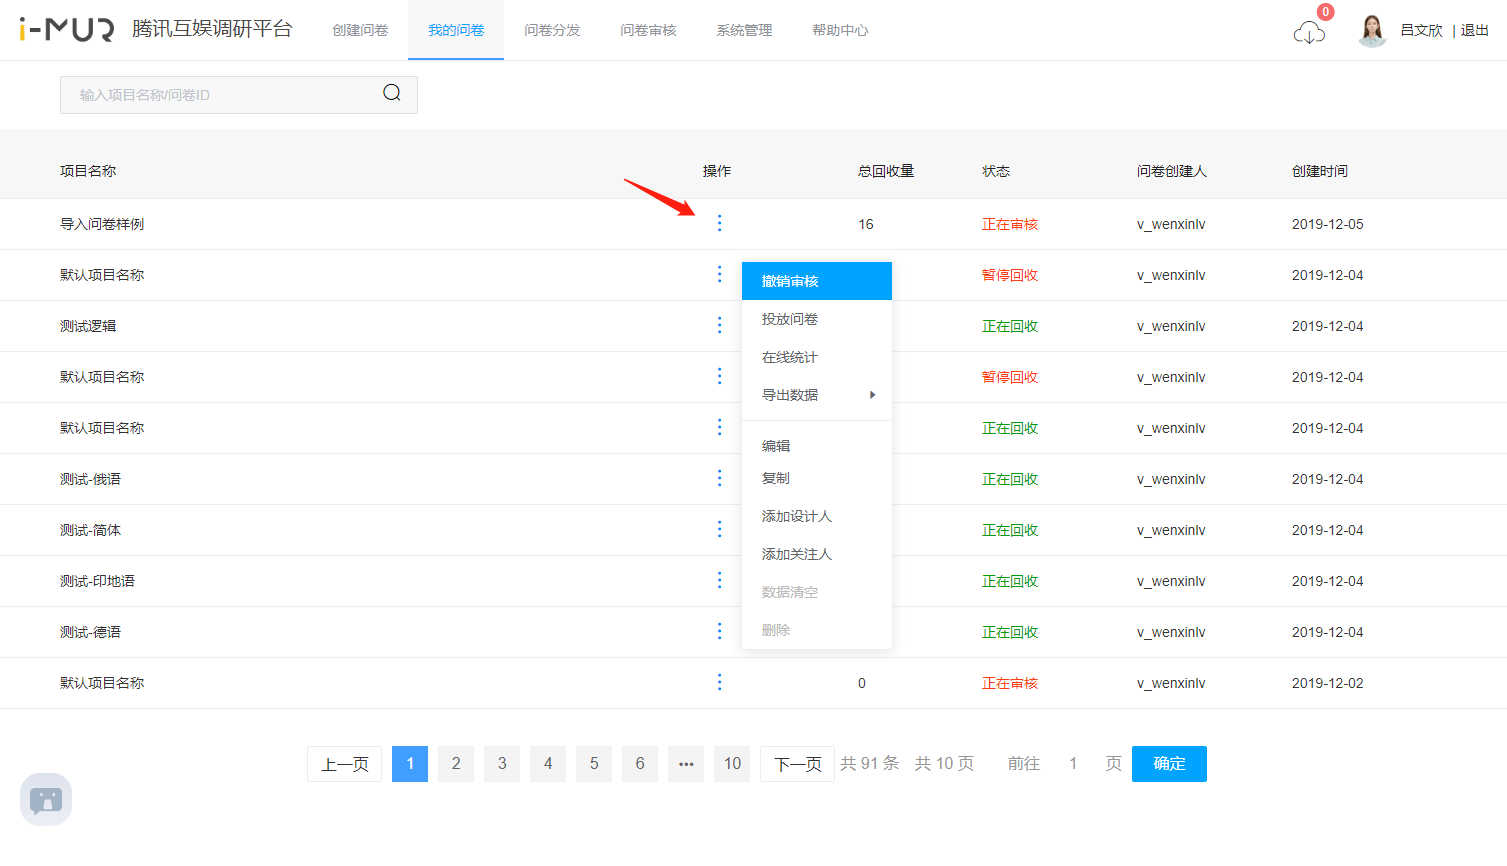 i-MUR 腾讯互娱调研平台 创建问卷 我的问卷 问卷分发 问卷审核 系统管理 帮助中心 0 吕文欣 | 退出
输入项目名称/问卷ID
项目名称 操作 总回收量 状态 问卷创建人 创建时间
导入问卷样例 16 正在审核 v_wenxinlv 2019-12-05
默认项目名称 暂停回收 v_wenxinlv 2019-12-04
测试逻辑 正在回收 v_wenxinlv 2019-12-04
默认项目名称 暂停回收 v_wenxinlv 2019-12-04
默认项目名称 正在回收 v_wenxinlv 2019-12-04
测试-俄语 正在回收 v_wenxinlv 2019-12-04
测试-简体 正在回收 v_wenxinlv 2019-12-04
测试-印地语 正在回收 v_wenxinlv 2019-12-04
测试-德语 正在回收 v_wenxinlv 2019-12-04
默认项目名称 0 正在审核 v_wenxinlv 2019-12-02
撤销审核
投放问卷
在线统计
导出数据
编辑
复制
添加设计人
添加关注人
数据清空
删除
上一页 1 2 3 4 5 6 ••• 10 下一页 共 91 条 共 10 页 前往 1 页 确定